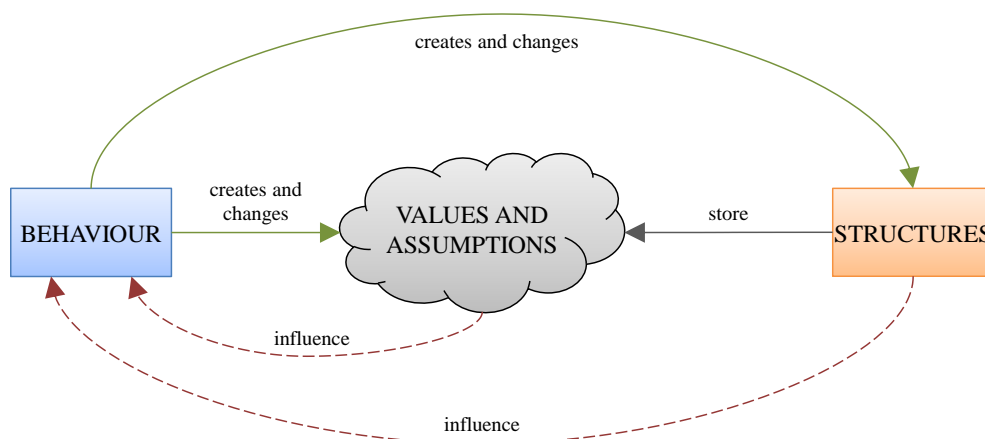 creates and changes
creates and
changes
BEHAVIOUR
VALUES AND
ASSUMPTIONS
store
STRUCTURES
influence
influence